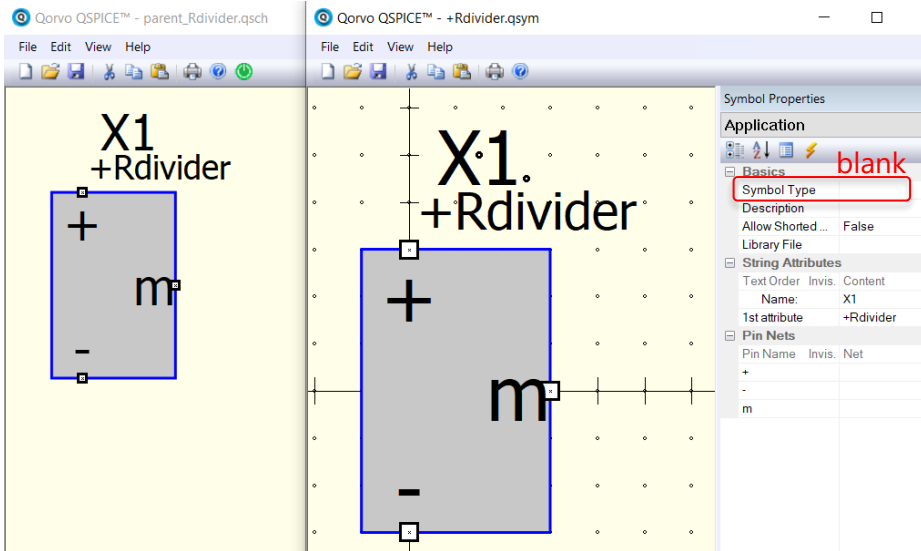 Qorvo QSPICE™ - parent_Rdivider.qsch
File Edit View Help
X1
+Rdivider
+
m
-
Qorvo QSPICE™ - +Rdivider.qsym
File Edit View Help
X1
+Rdivider
+
m
-
Symbol Properties
Application
blank
Basics
Symbol Type
Description
Allow Shorted ... False
Library File
String Attributes
Text Order Invis. Content
Name: X1
1st attribute +Rdivider
Pin Nets
Pin Name Invis. Net
+
-
m